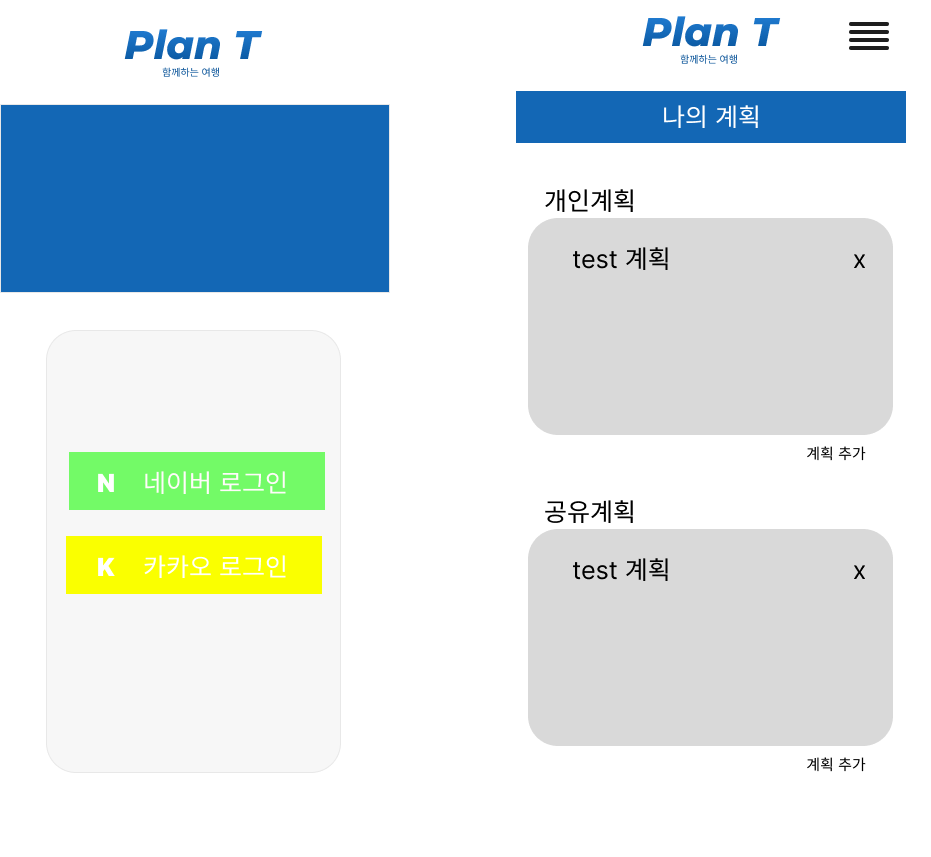 Plan T
함께하는 여행
N 네이버 로그인
K 카카오 로그인
Plan T
함께하는 여행
나의 계획
개인계획
test 계획 x
계획 추가
공유계획
test 계획 x
계획 추가